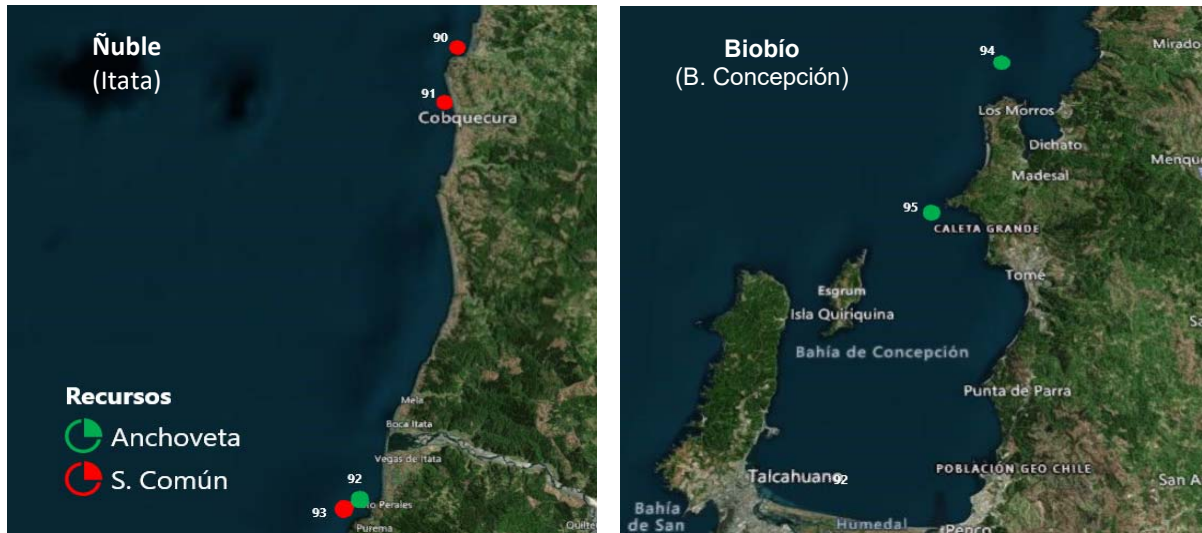 Ñuble
(Itata)
90
91
Cobquecura
Recursos
Anchoveta
S. Común
Mela
Boca Itata
Vegas de Itata
92
Perales
93
Purema
Biobío
(B. Concepción)
94
Los Morros
Dichato
Madesal
95
CALETA GRANDE
Tomé
Isla Quiriquina
Bahía de Concepción
Punta de Parra
POBLACIÓN GEO CHILE
San A
Talcahuano
92
Bahía
de San
Humedal
Penco
Mirado
Menque
Esgrum